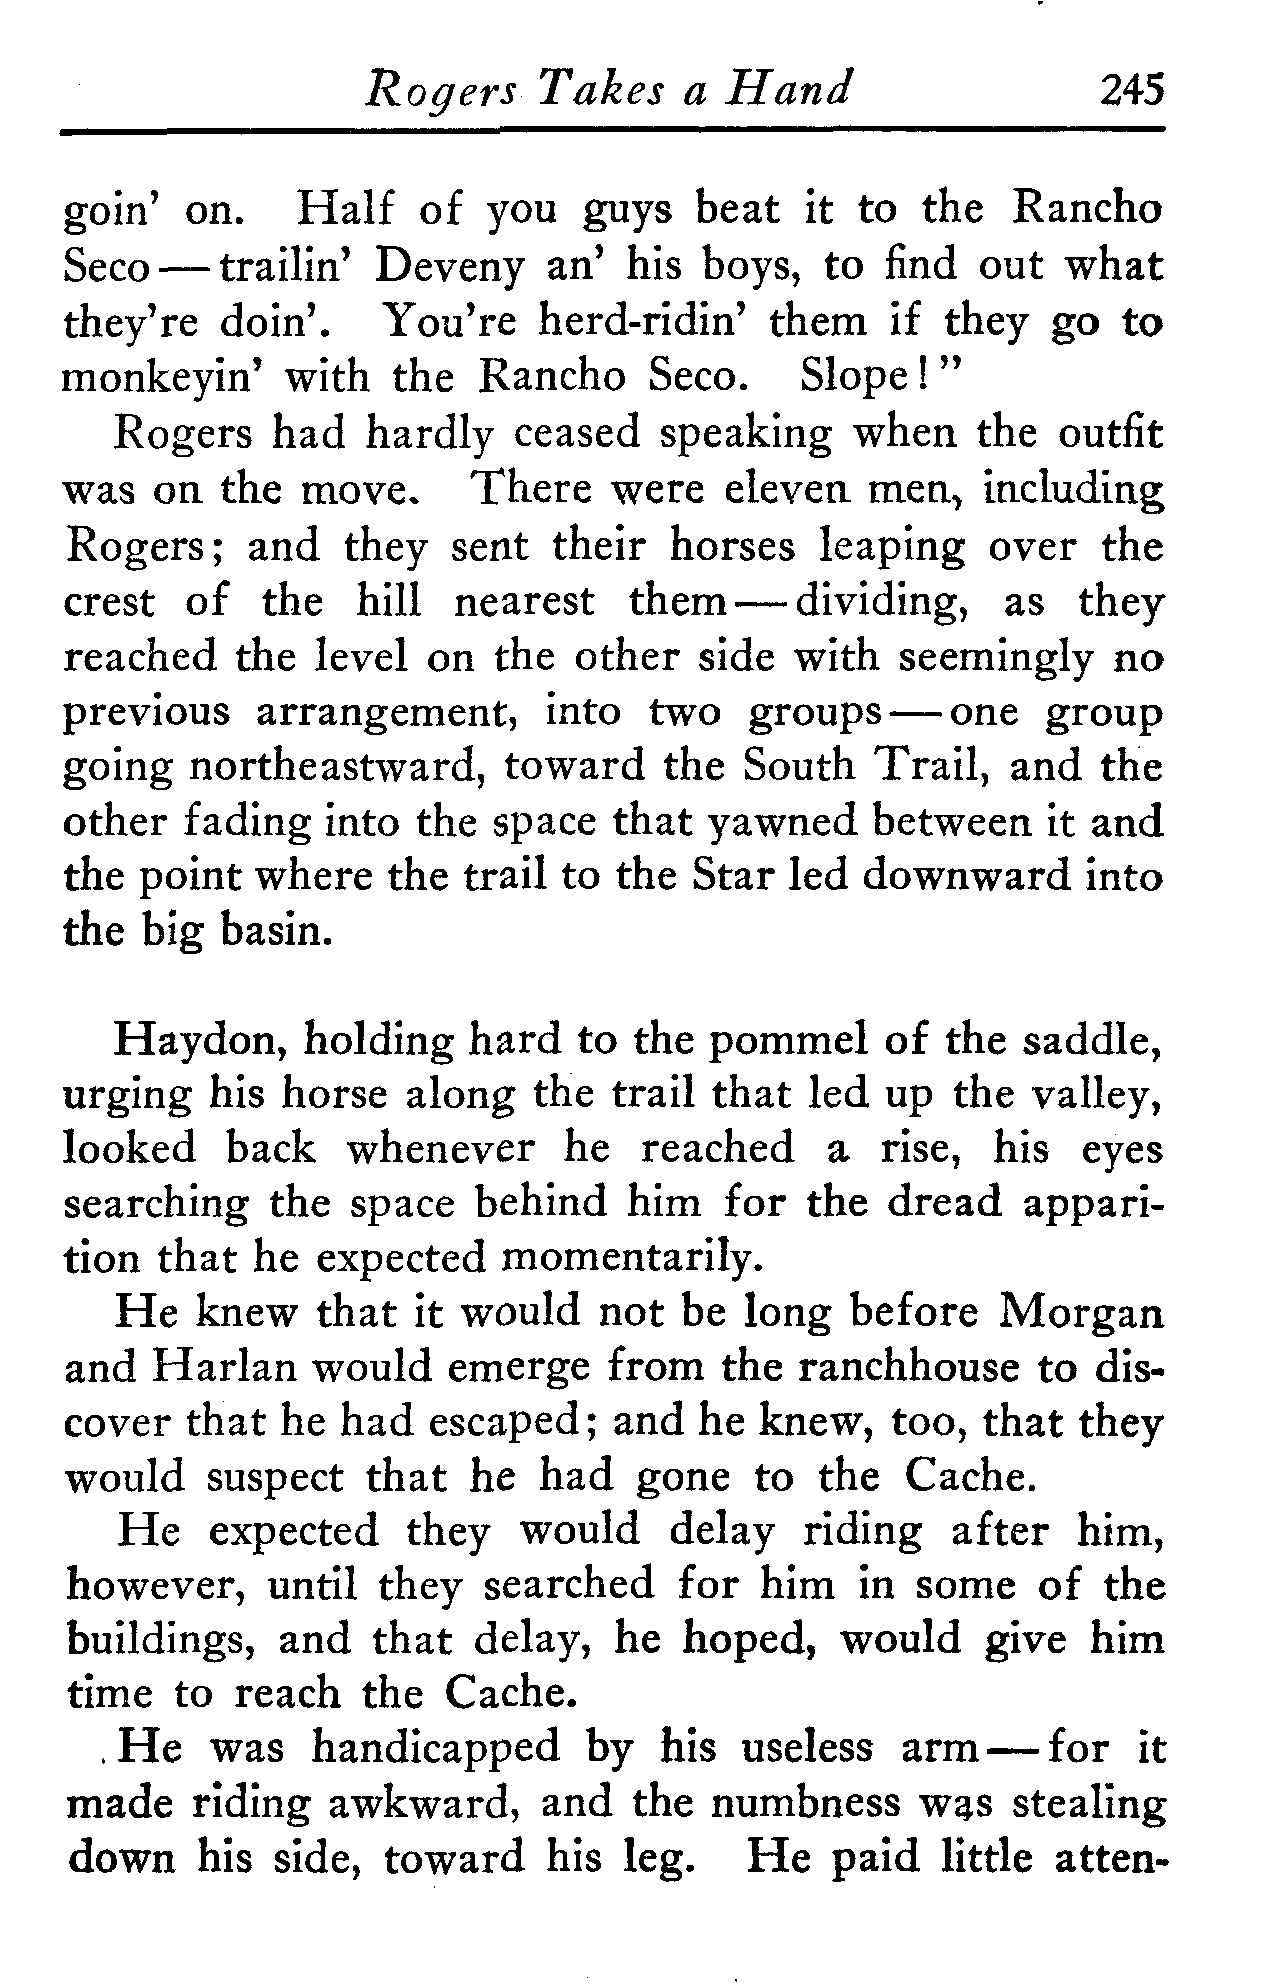 Rogers Takes a Hand 245
goin' on. Half of you guys beat it to the Rancho
Seco — trailin' Deveny an' his boys, to find out what
they're doin'. You're herd-ridin' them if they go to
monkeyin' with the Rancho Seco. Slope! "
Rogers had hardly ceased speaking when the outfit
was on the move. There were eleven men, including
Rogers; and they sent their horses leaping over the
crest of the hill nearest them — dividing, as they
reached the level on the other side with seemingly no
previous arrangement, into two groups — one group
going northeastward, toward the South Trail, and the
other fading into the space that yawned between it and
the point where the trail to the Star led downward into
the big basin.
Haydon, holding hard to the pommel of the saddle,
urging his horse along the trail that led up the valley,
looked back whenever he reached a rise, his eyes
searching the space behind him for the dread appari-
tion that he expected momentarily.
He knew that it would not be long before Morgan
and Harlan would emerge from the ranchhouse to dis-
cover that he had escaped; and he knew, too, that they
would suspect that he had gone to the Cache.
He expected they would delay riding after him,
however, until they searched for him in some of the
buildings, and that delay, he hoped, would give him
time to reach the Cache.
He was handicapped by his useless arm — for it
made riding awkward, and the numbness was stealing
down his side, toward his leg. He paid little atten-